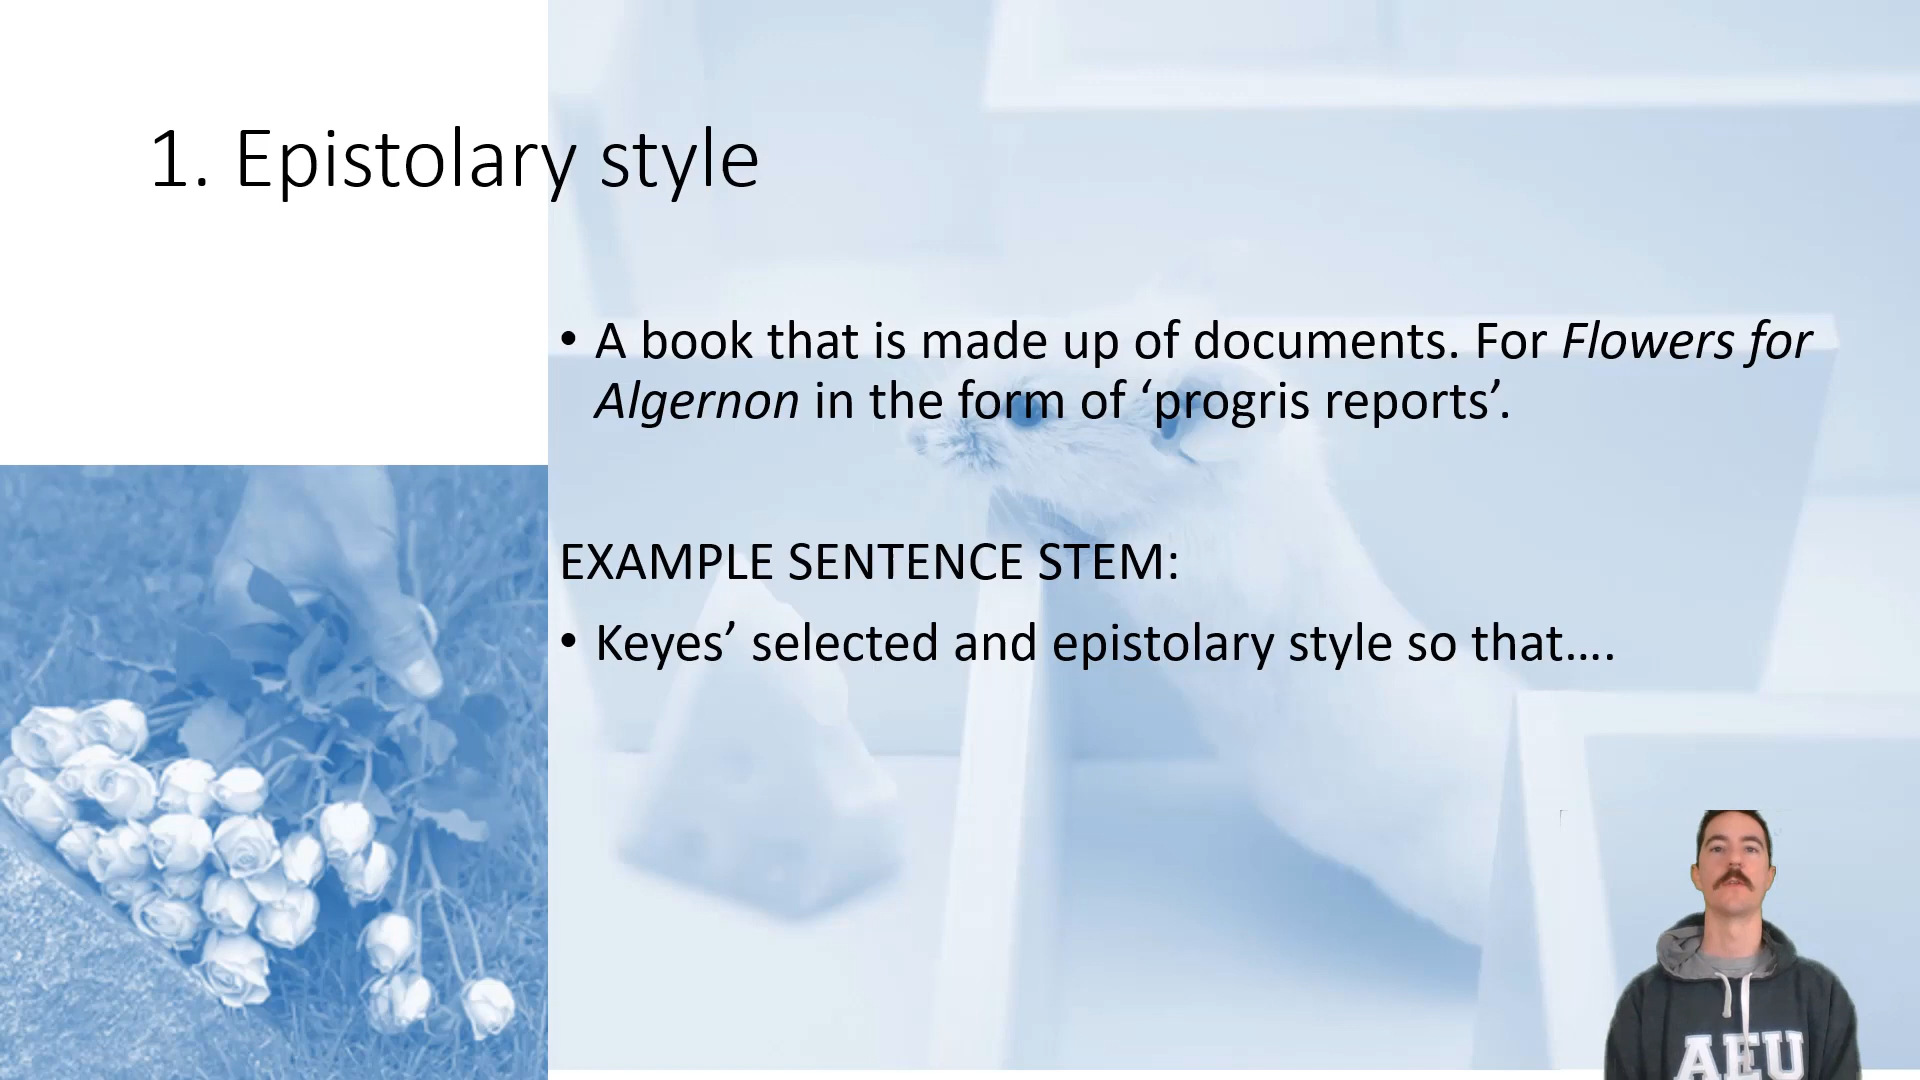 1. Epistolary style
• A book that is made up of documents. For Flowers for
Algernon in the form of ‘progris reports’.
EXAMPLE SENTENCE STEM:
• Keyes’ selected and epistolary style so that….
AEU